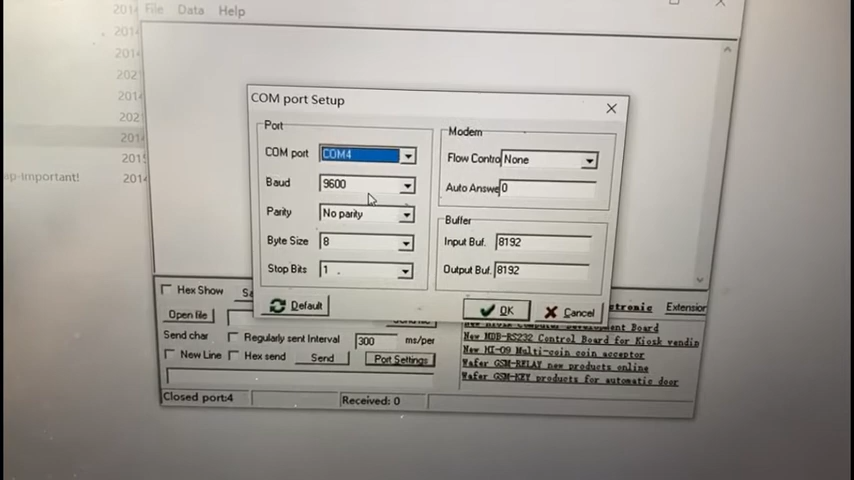 File Data Help
2014
2014
2014
202
2014
202
2014
2015
ap-important!
2014
COM port Setup
Port
COM port COM4
Baud 9600
Parity No parity
Byte Size 8
Stop Bits 1
Modem
Flow Contro None
Auto Answe 0
Buffer
Input Buf. 8192
Output Buf. 8192
Default
OK
Cancel
Hex Show
Open file
Send char
Regularly sent Interval 300 ms/per
New Line Hex send Send Port Settings
Extension
New MDB-RS232 Control Board for Kiosk vendin
New HI-09 Multi-coin coin acceptor
Wafer GSM-RELAY new products online
Wafer GSM-KEY products for automatic door
Closed port:4
Received: 0